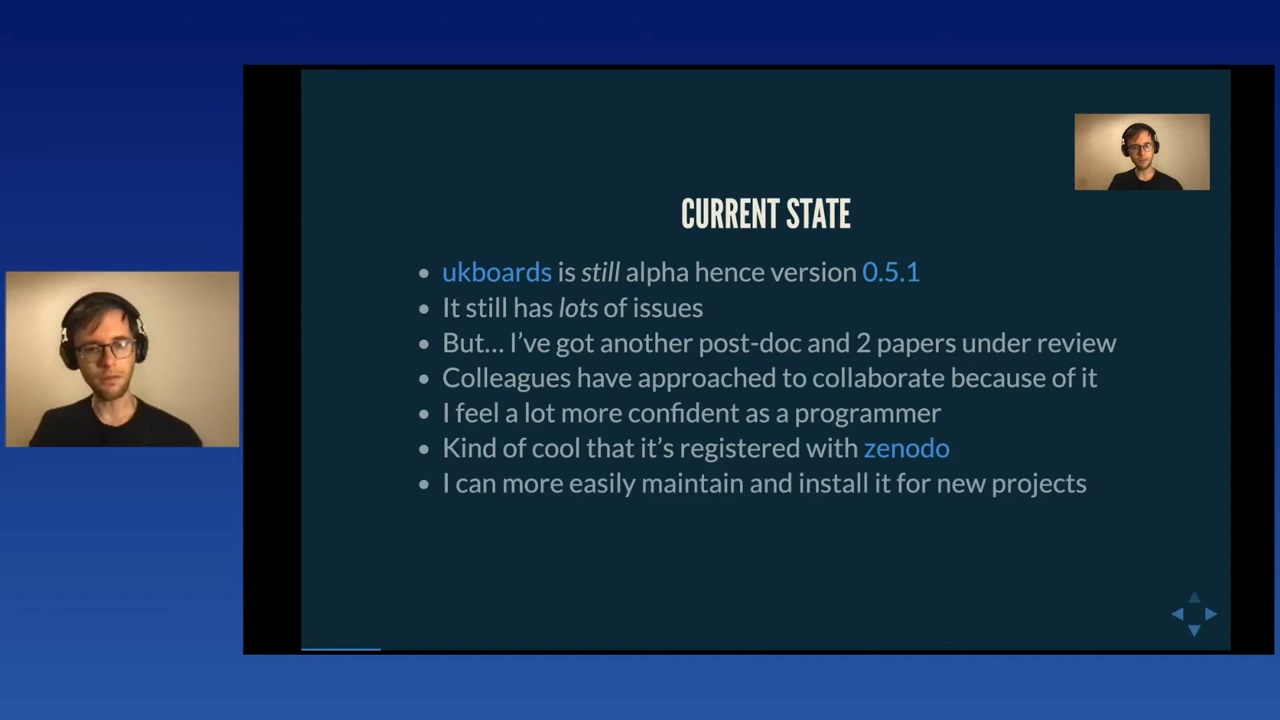 CURRENT STATE
ukboards is still alpha hence version 0.5.1
It still has lots of issues
But… I’ve got another post-doc and 2 papers under review
Colleagues have approached to collaborate because of it
I feel a lot more confident as a programmer
Kind of cool that it’s registered with zenodo
I can more easily maintain and install it for new projects